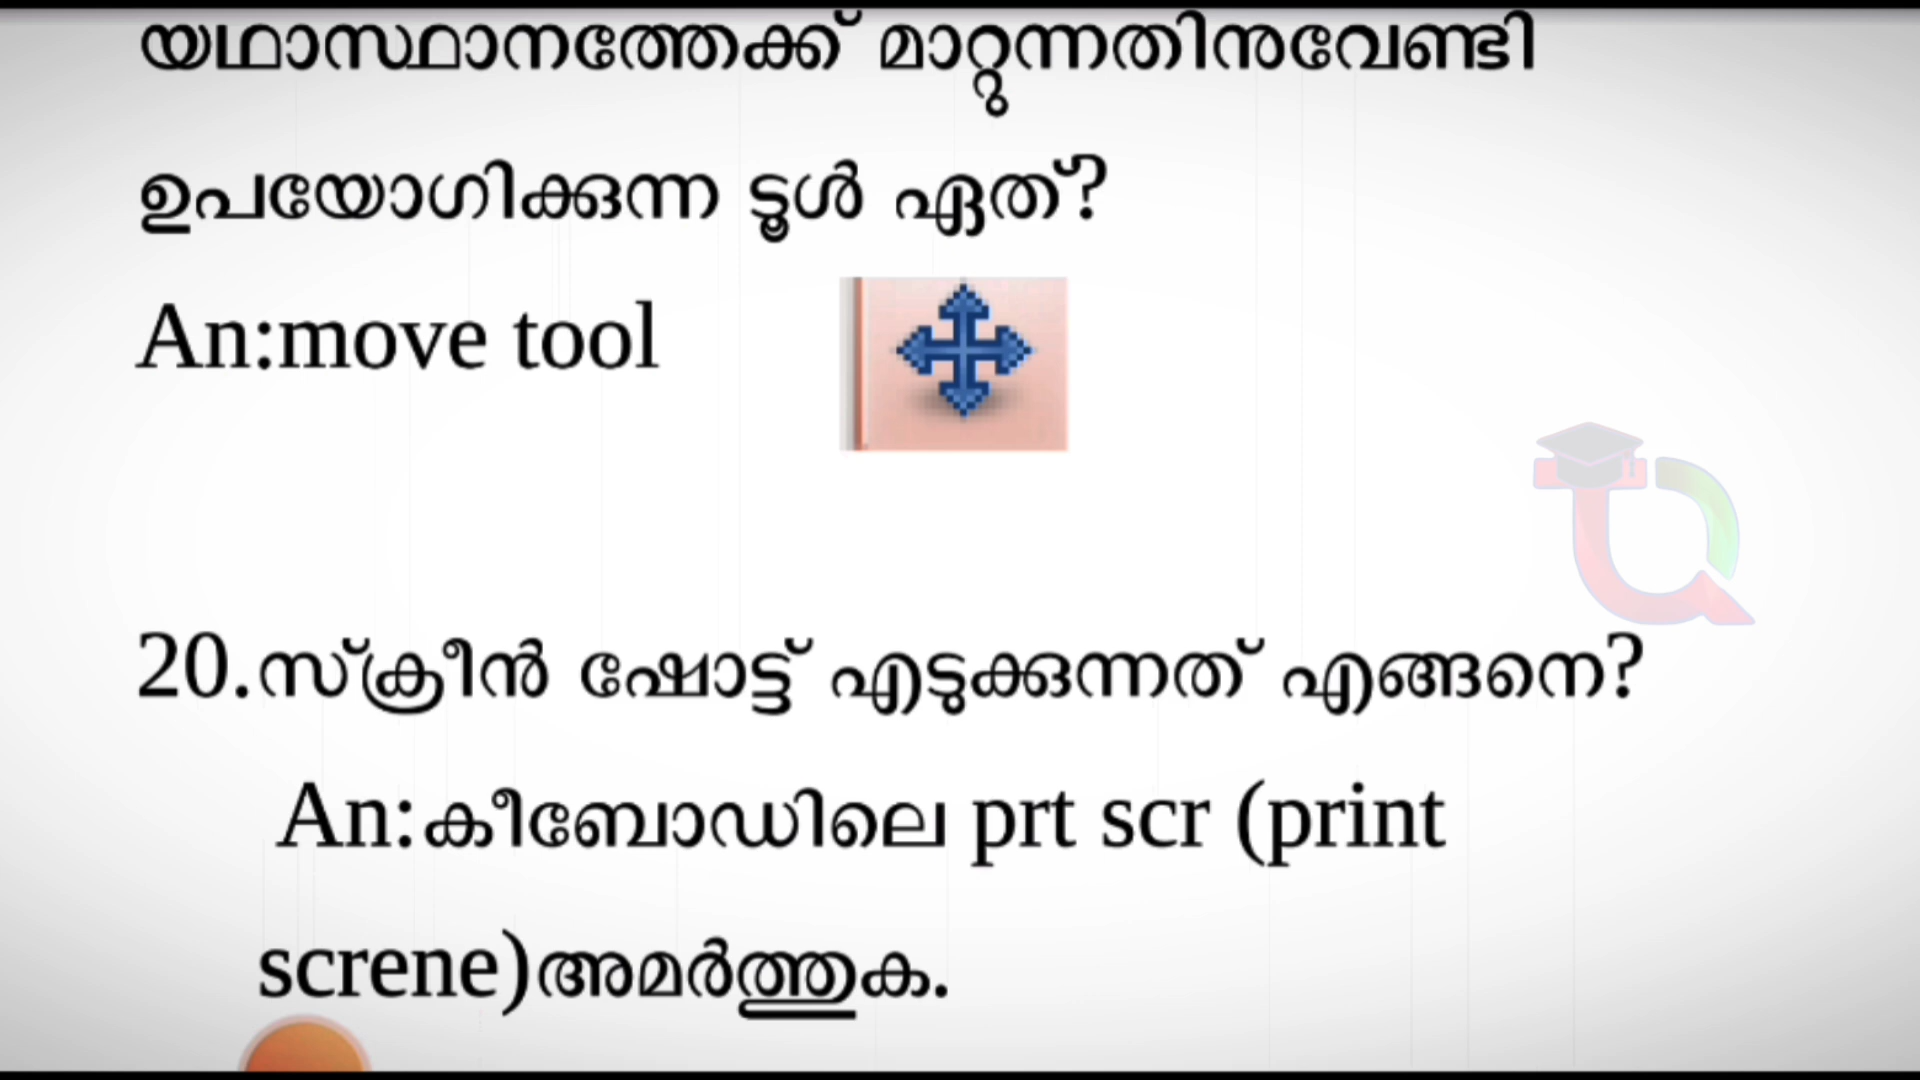 യഥാസ്ഥാനത്തേക്ക് മാറ്റുന്നതിനുവേണ്ടി
ഉപയോഗിക്കുന്ന ടൂൾ ഏത്?
An:move tool
20.സ്ക്രീൻ ഷോട്ട് എടുക്കുന്നത് എങ്ങനെ?
An:കീബോഡിലെ prt scr (print
screne)അമർത്തുക.